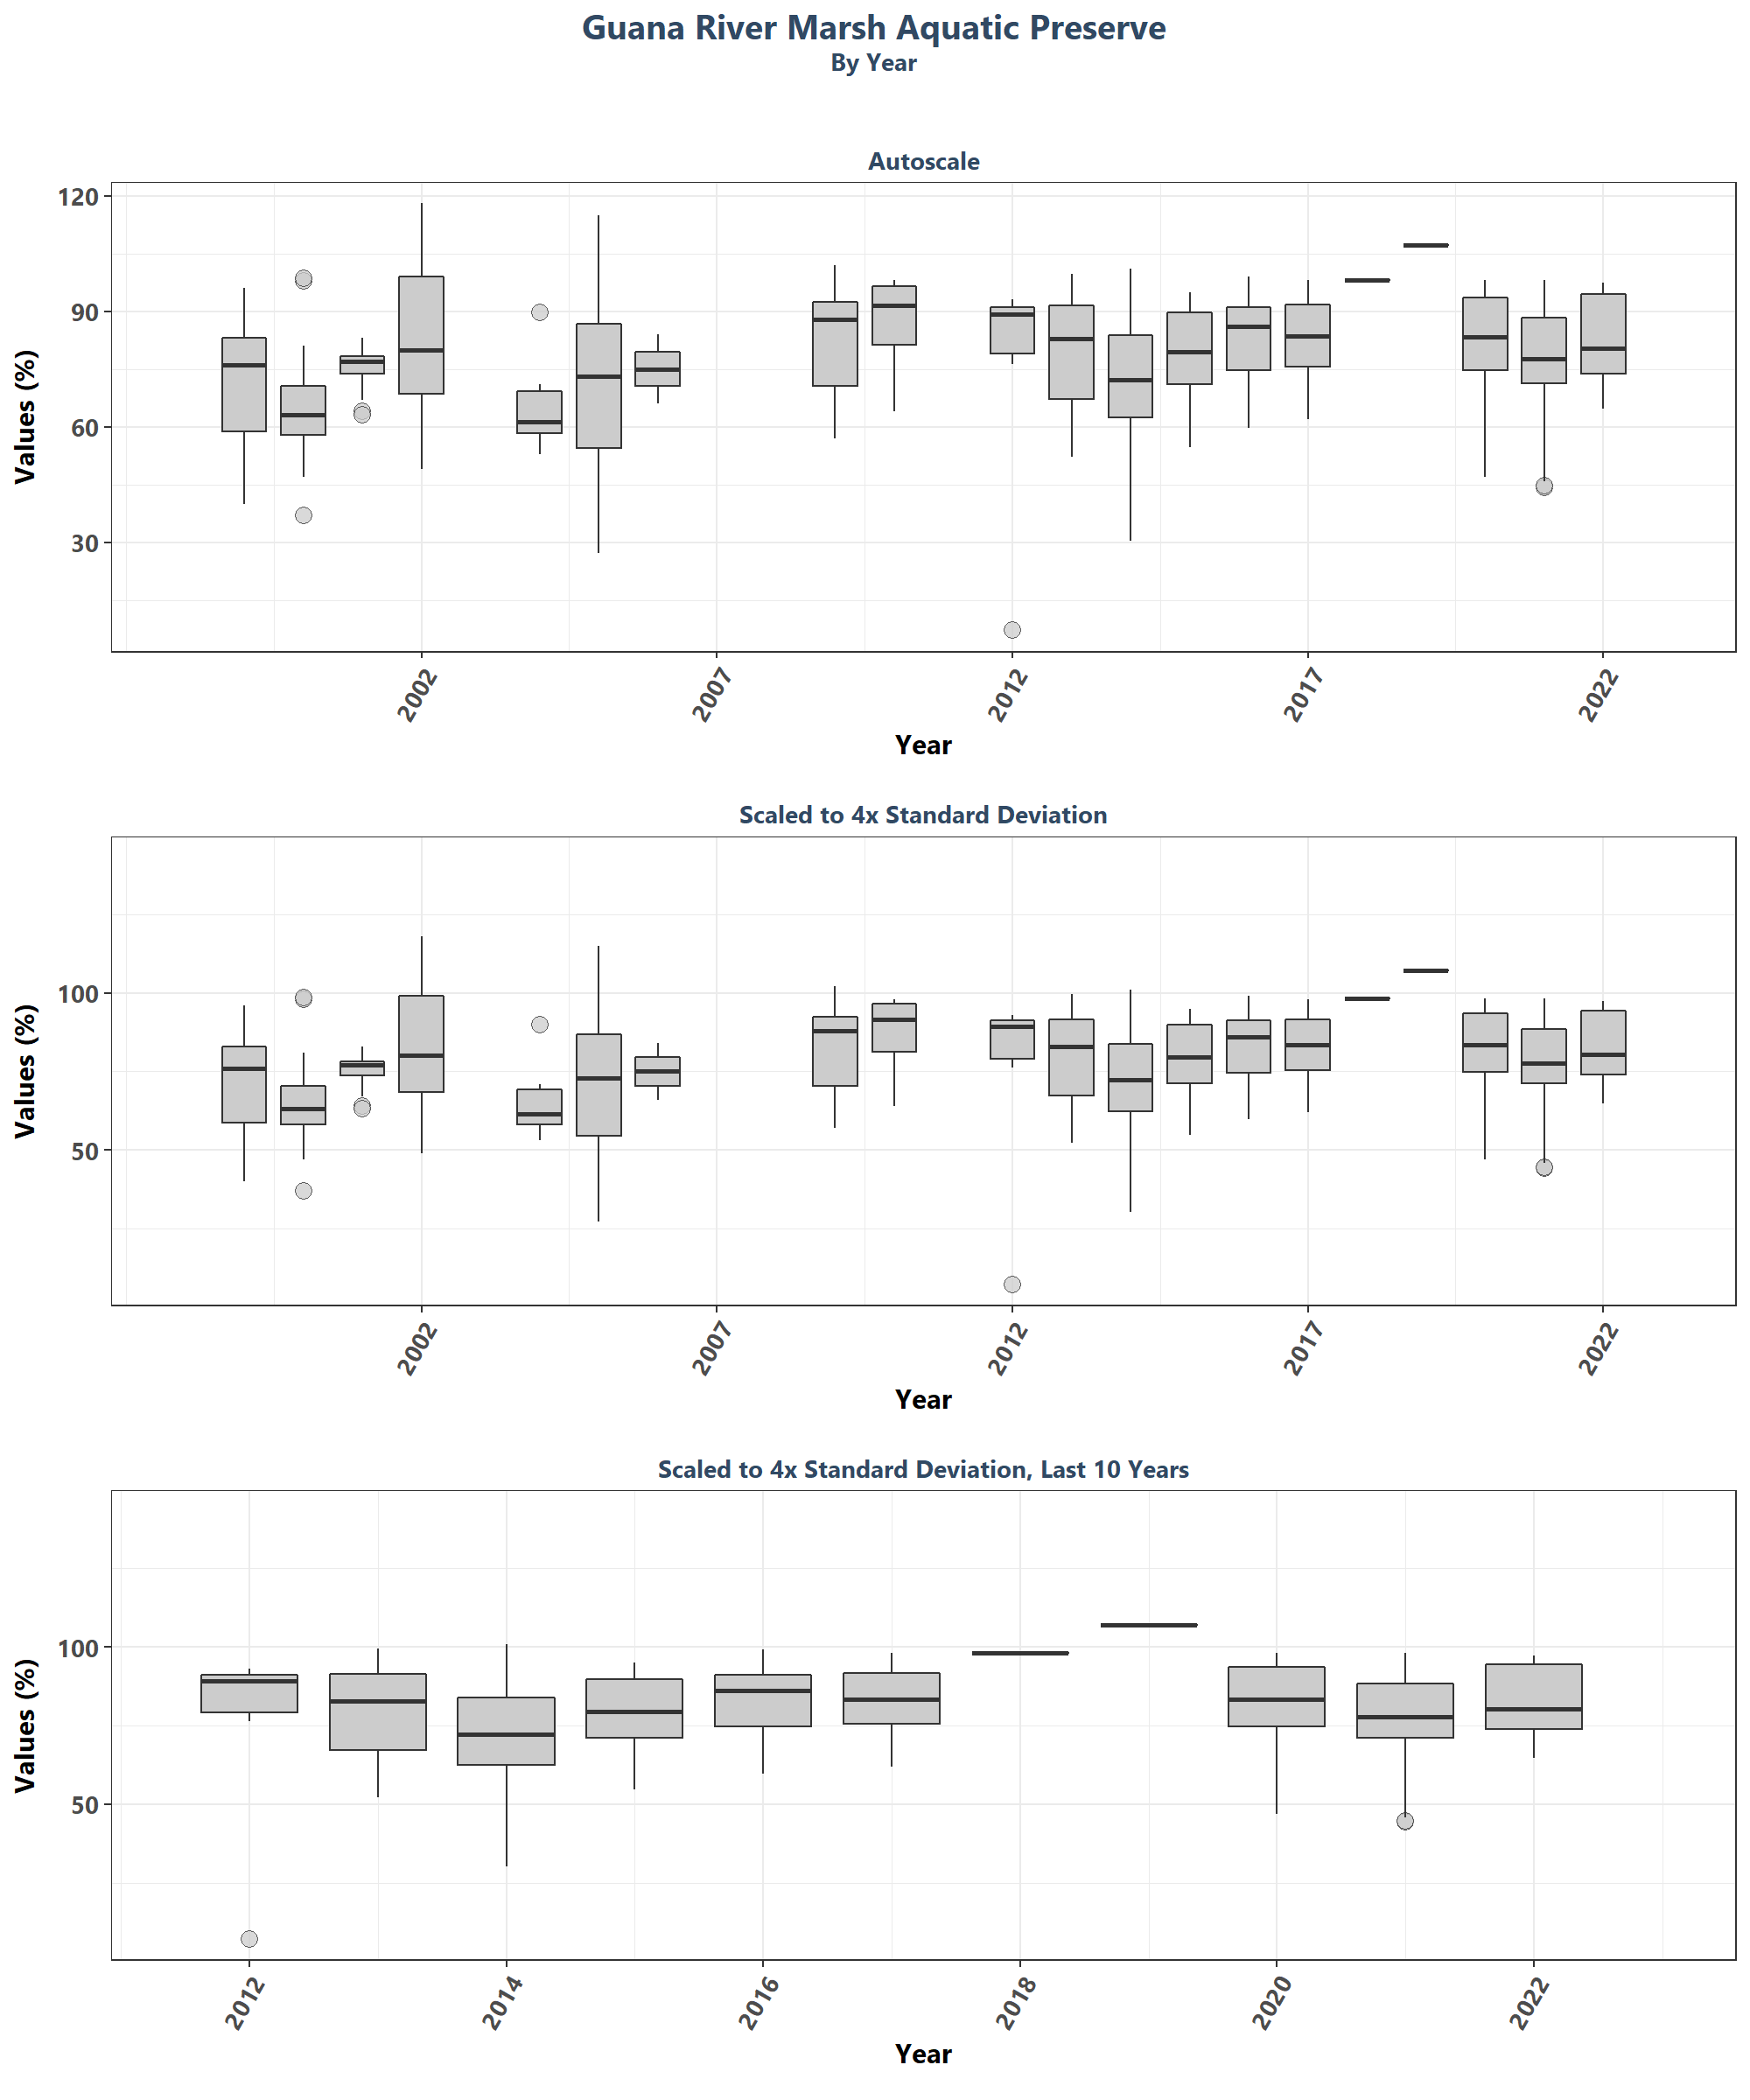 Guana River Marsh Aquatic Preserve
By Year
Autoscale
Values (%)
120
90
60
30
2002
2007
2012
2017
2022
Year
Scaled to 4x Standard Deviation
Values (%)
100
50
2002
2007
2012
2017
2022
Year
Scaled to 4x Standard Deviation, Last 10 Years
Values (%)
100
50
2012
2014
2016
2018
2020
2022
Year